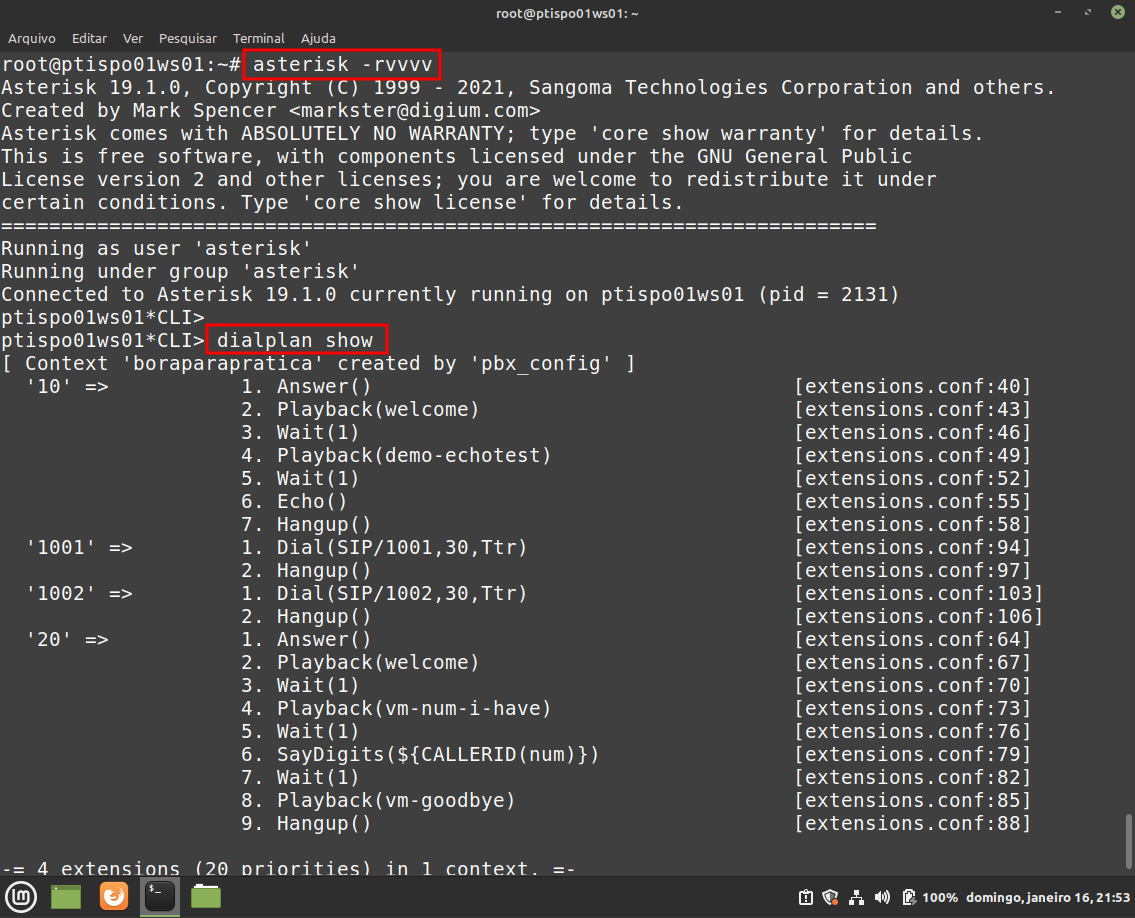 root@ptispo01ws01: ~
Arquivo Editar Ver Pesquisar Terminal Ajuda
root@ptispo01ws01:~# asterisk -rvvvv
Asterisk 19.1.0, Copyright (C) 1999 - 2021, Sangoma Technologies Corporation and others.
Created by Mark Spencer <markster@digium.com>
Asterisk comes with ABSOLUTELY NO WARRANTY; type 'core show warranty' for details.
This is free software, with components licensed under the GNU General Public
License version 2 and other licenses; you are welcome to redistribute it under
certain conditions. Type 'core show license' for details.
=========================================================================
Running as user 'asterisk'
Running under group 'asterisk'
Connected to Asterisk 19.1.0 currently running on ptispo01ws01 (pid = 2131)
ptispo01ws01*CLI>
ptispo01ws01*CLI> dialplan show
[ Context 'boraparapratica' created by 'pbx_config' ]
  '10' =>           1. Answer()                                   [extensions.conf:40]
                    2. Playback(welcome)                          [extensions.conf:43]
                    3. Wait(1)                                    [extensions.conf:46]
                    4. Playback(demo-echotest)                    [extensions.conf:49]
                    5. Wait(1)                                    [extensions.conf:52]
                    6. Echo()                                     [extensions.conf:55]
                    7. Hangup()                                   [extensions.conf:58]
  '1001' =>         1. Dial(SIP/1001,30,Ttr)                      [extensions.conf:94]
                    2. Hangup()                                   [extensions.conf:97]
  '1002' =>         1. Dial(SIP/1002,30,Ttr)                      [extensions.conf:103]
                    2. Hangup()                                   [extensions.conf:106]
  '20' =>           1. Answer()                                   [extensions.conf:64]
                    2. Playback(welcome)                          [extensions.conf:67]
                    3. Wait(1)                                    [extensions.conf:70]
                    4. Playback(vm-num-i-have)                    [extensions.conf:73]
                    5. Wait(1)                                    [extensions.conf:76]
                    6. SayDigits(${CALLERID(num)})                [extensions.conf:79]
                    7. Wait(1)                                    [extensions.conf:82]
                    8. Playback(vm-goodbye)                       [extensions.conf:85]
                    9. Hangup()                                   [extensions.conf:88]
-= 4 extensions (20 priorities) in 1 context. =-
100% domingo, janeiro 16, 21:53